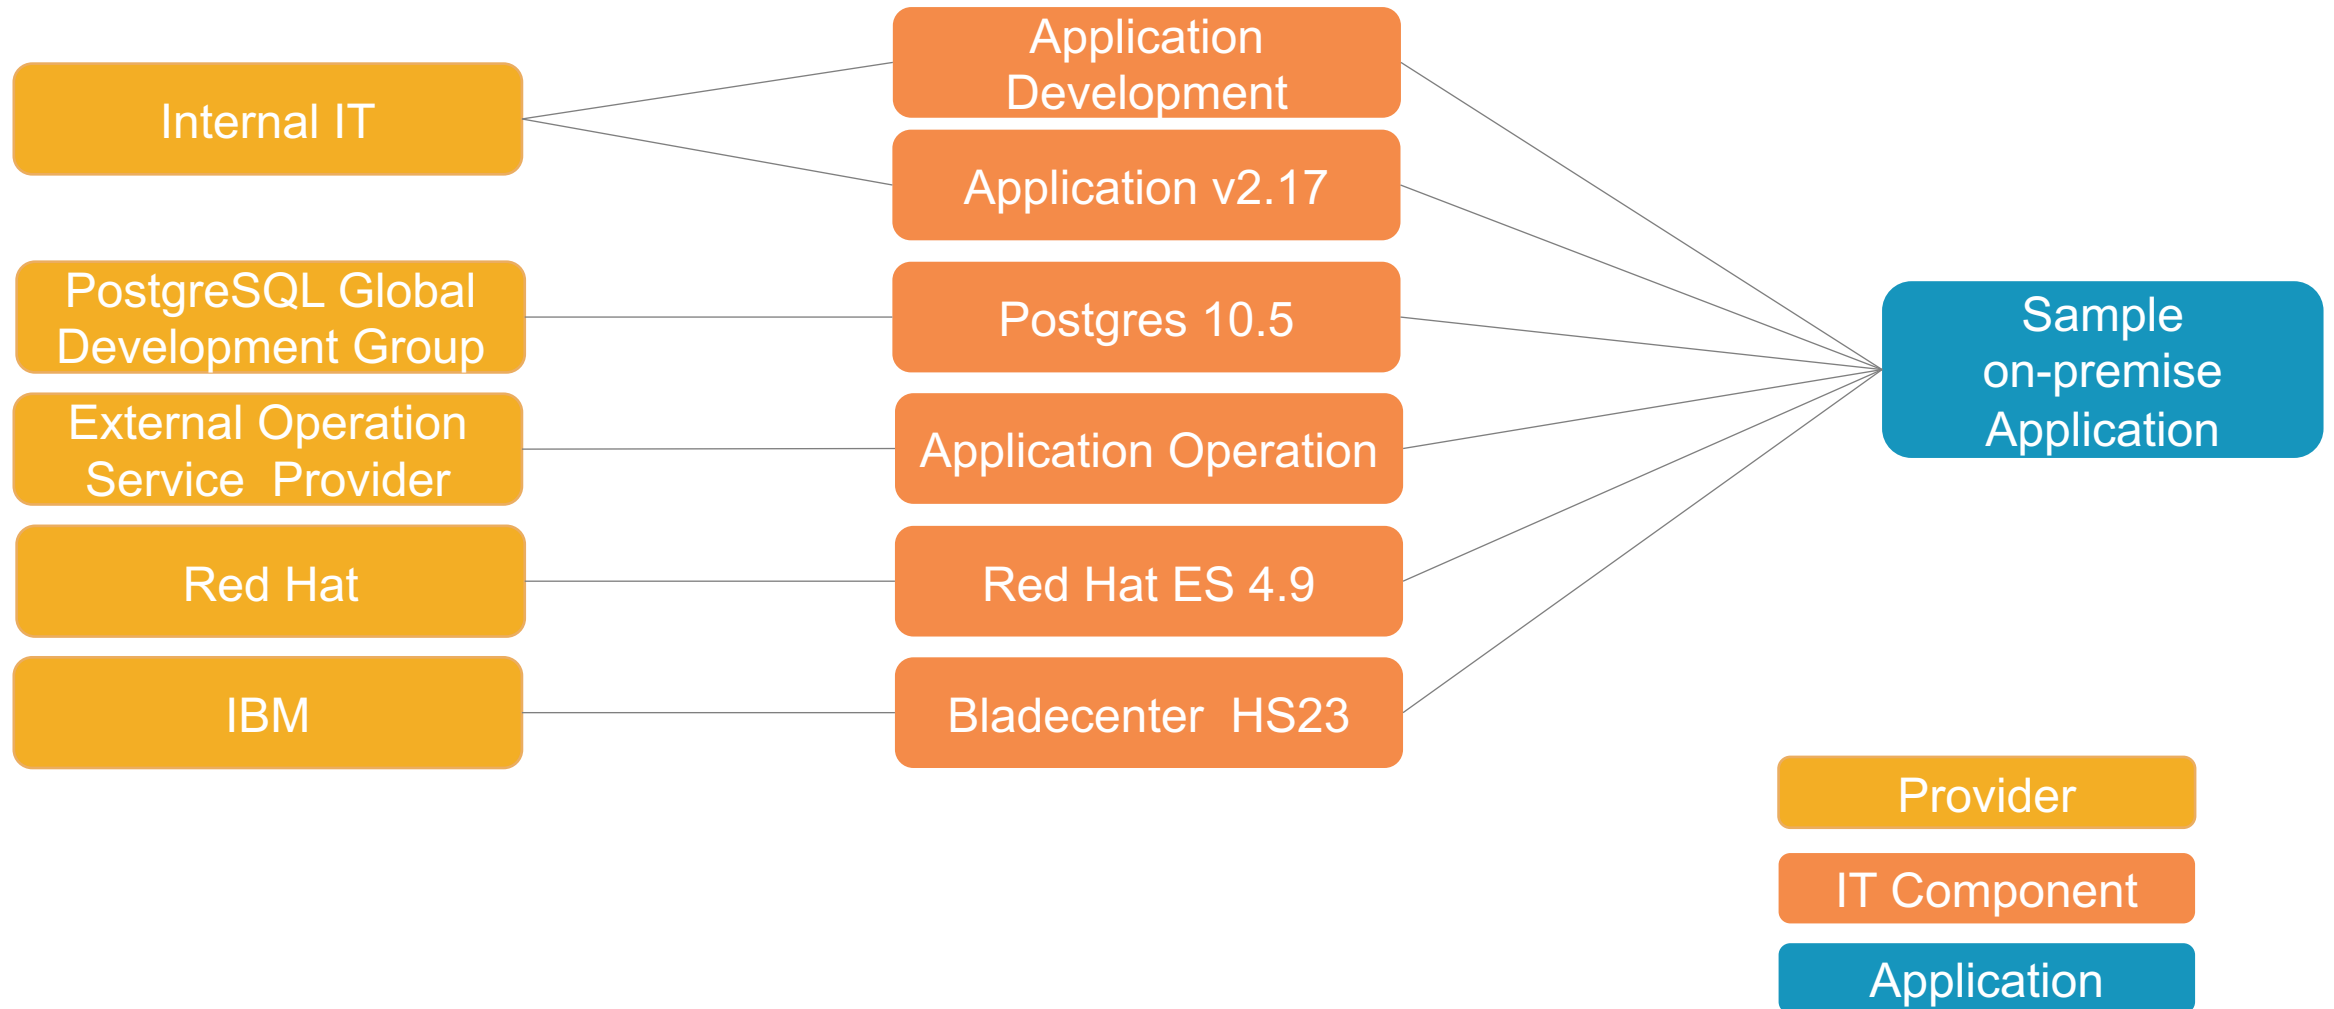 Internal IT
PostgreSQL Global
Development Group
External Operation
Service  Provider
Red Hat
IBM
Application
Development
Application v2.17
Postgres 10.5
Application Operation
Red Hat ES 4.9
Bladecenter  HS23
Sample
on-premise
Application
Provider
IT Component
Application